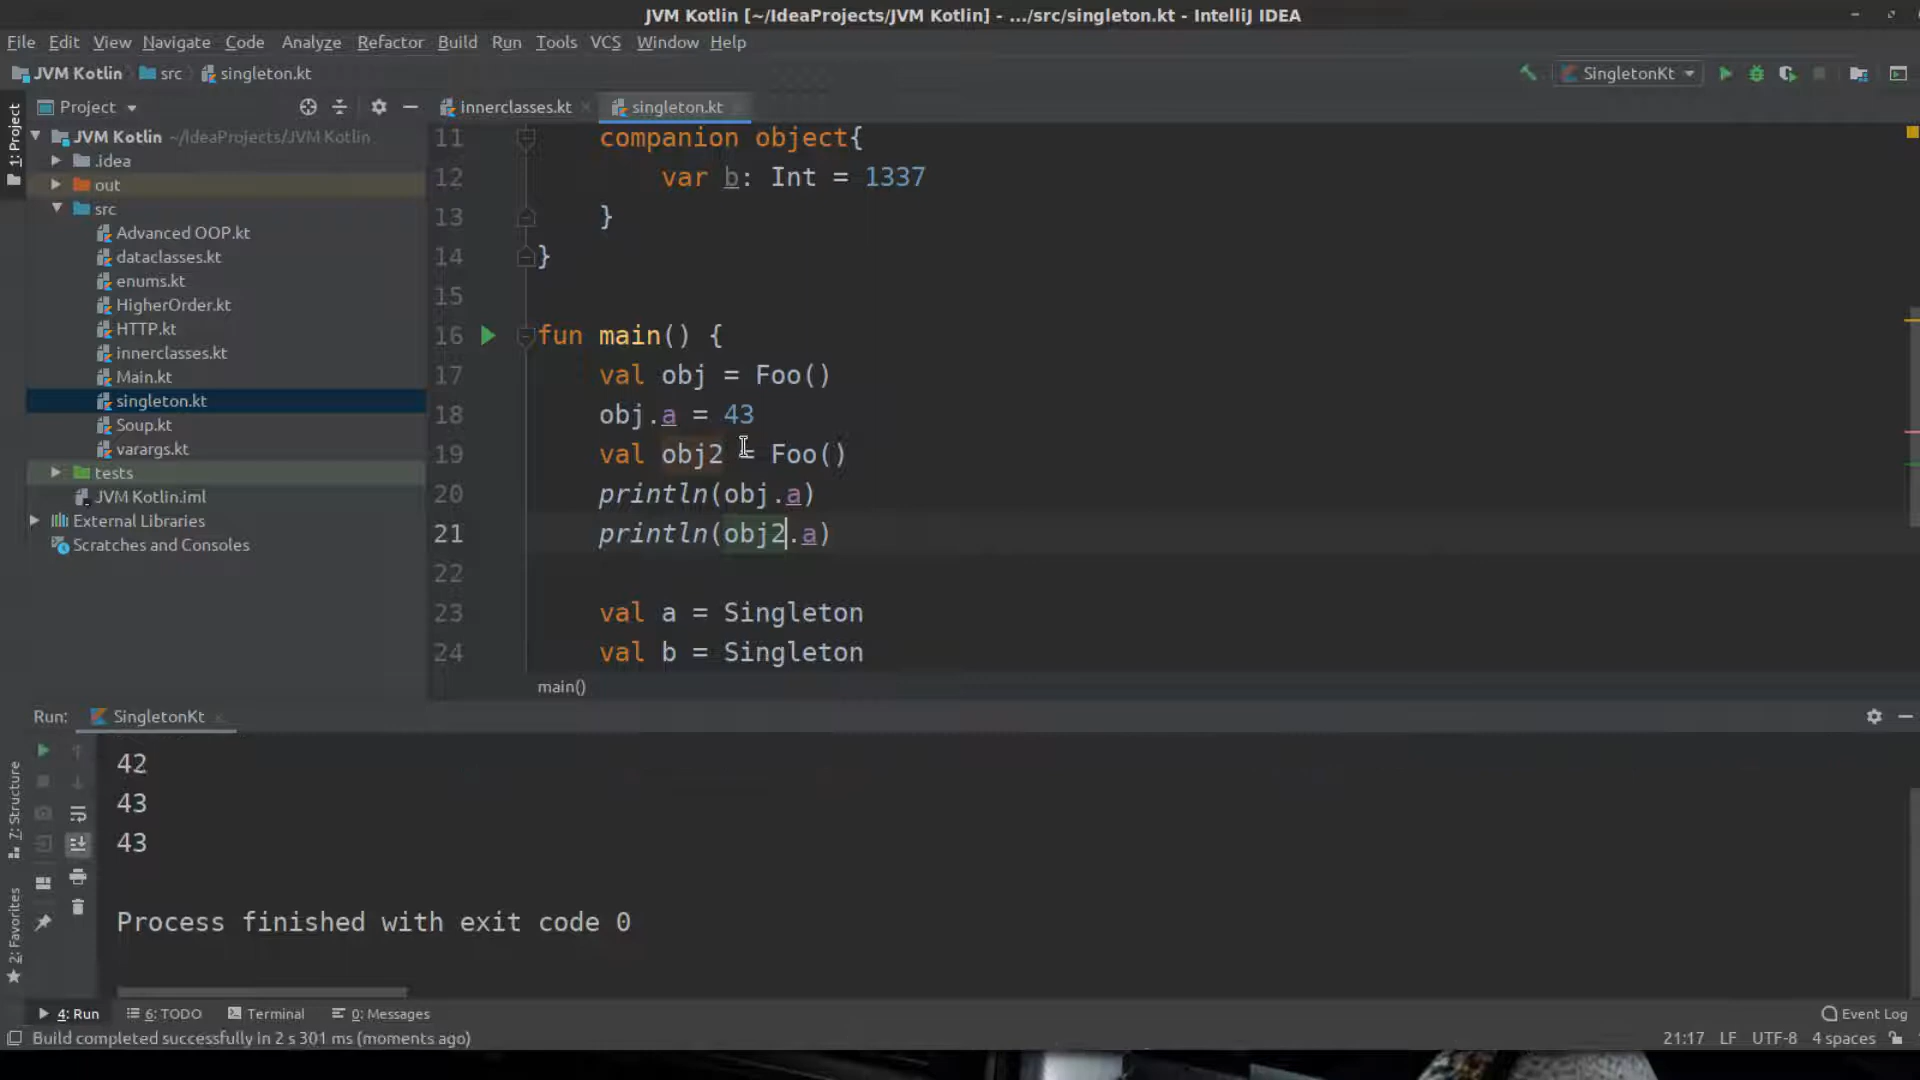 JVM Kotlin [~/IdeaProjects/JVM Kotlin] - .../src/singleton.kt - IntelliJ IDEA
File Edit View Navigate Code Analyze Refactor Build Run Tools VCS Window Help
JVM Kotlin src singleton.kt SingletonKt
1: Project
Project
innerclasses.kt singleton.kt
JVM Kotlin ~/IdeaProjects/JVM Kotlin
.idea
out
src
Advanced OOP.kt
dataclasses.kt
enums.kt
HigherOrder.kt
HTTP.kt
innerclasses.kt
Main.kt
singleton.kt
Soup.kt
varargs.kt
tests
JVM Kotlin.iml
External Libraries
Scratches and Consoles
11 companion object{
12 var b: Int = 1337
13 }
14 }
15
16 fun main() {
17 val obj = Foo()
18 obj.a = 43
19 val obj2 = Foo()
20 println(obj.a)
21 println(obj2.a)
22
23 val a = Singleton
24 val b = Singleton
main()
Run: SingletonKt
42
43
43
Process finished with exit code 0
7: Structure
2: Favorites
4: Run 6: TODO Terminal 0: Messages Event Log
Build completed successfully in 2 s 301 ms (moments ago) 21:17 LF UTF-8 4 spaces